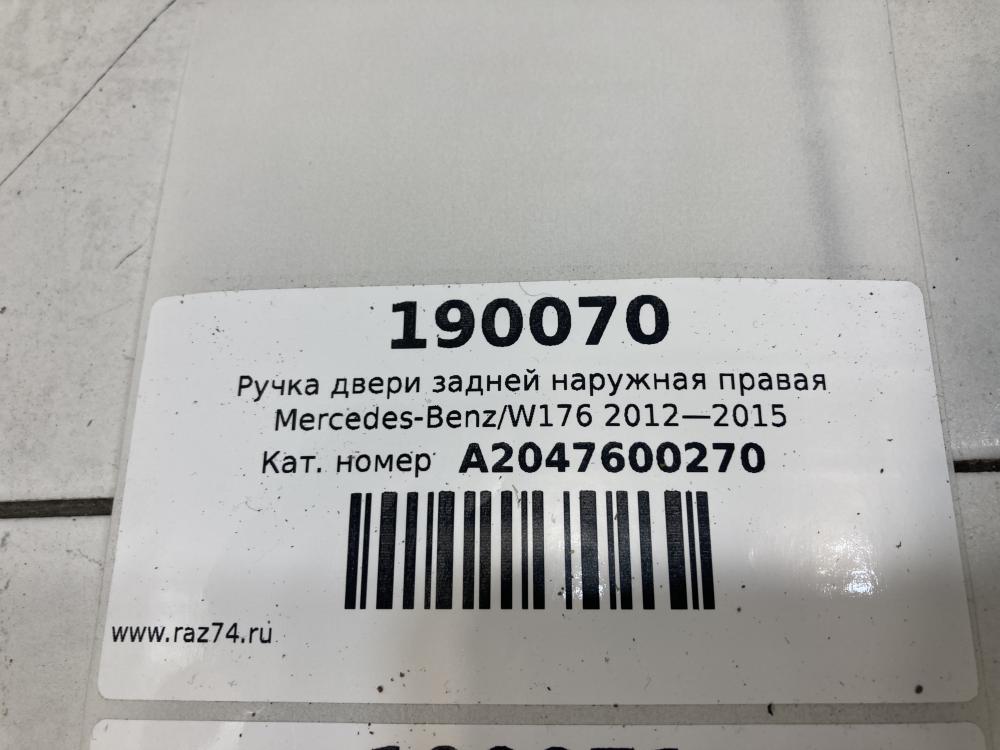 190070
Ручка двери задней наружная правая
Mercedes-Benz/W176 2012—2015
Кат. номер A2047600270
www.raz74.ru